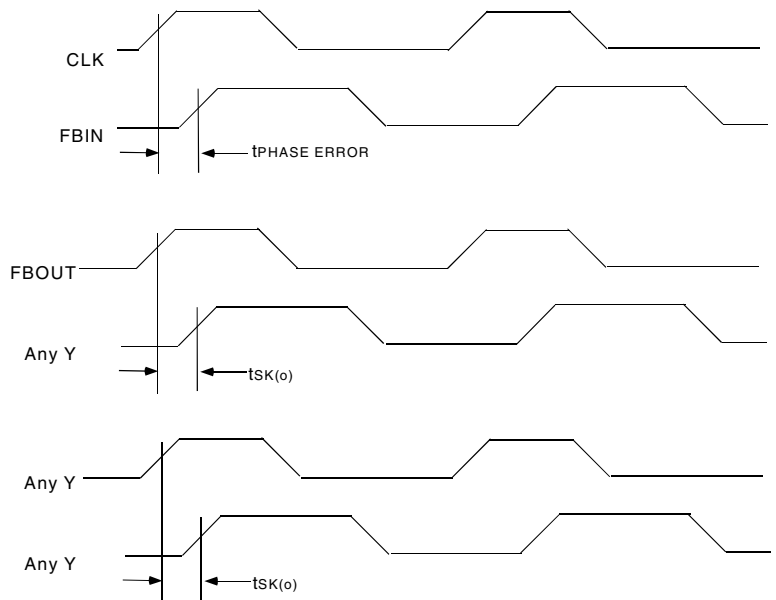 CLK
FBIN
tPHASE ERROR
FBOUT
Any Y
tSK(o)
Any Y
Any Y
tSK(o)